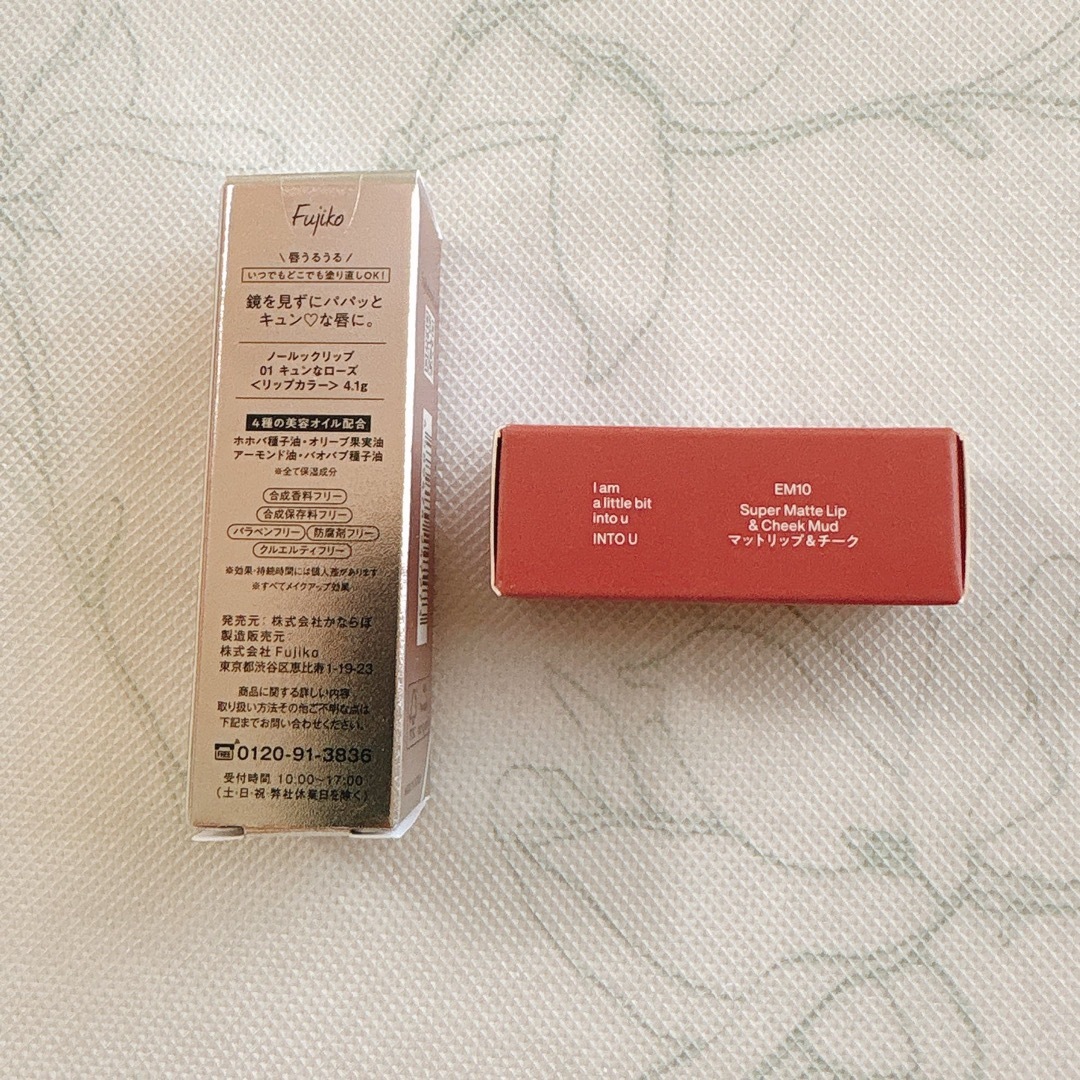 Fujiko
\ 唇うるうる /
いつでもどこでも塗り直しOK!
鏡を見ずにパパッと
キュン♡な唇に。
ノールックリップ
01 キュンなローズ
<リップカラー> 4.1g
4種の美容オイル配合
ホホバ種子油・オリーブ果実油
アーモンド油・バオバブ種子油
※全て保湿成分
合成香料フリー
合成保存料フリー
パラベンフリー 防腐剤フリー
クルエルティフリー
※効果・持続時間には個人差があります
※すべてメイクアップ効果
発売元: 株式会社かならぼ
製造販売元:
株式会社 Fujiko
東京都渋谷区恵比寿1-19-23
商品に関する詳しい内容、
取り扱い方法その他ご不明な点は
下記までお問い合わせください。
0120-91-3836
受付時間 10:00~17:00
(土・日・祝・弊社休業日を除く)
I am
a little bit
into u
INTO U
EM10
Super Matte Lip
& Cheek Mud
マットリップ&チーク